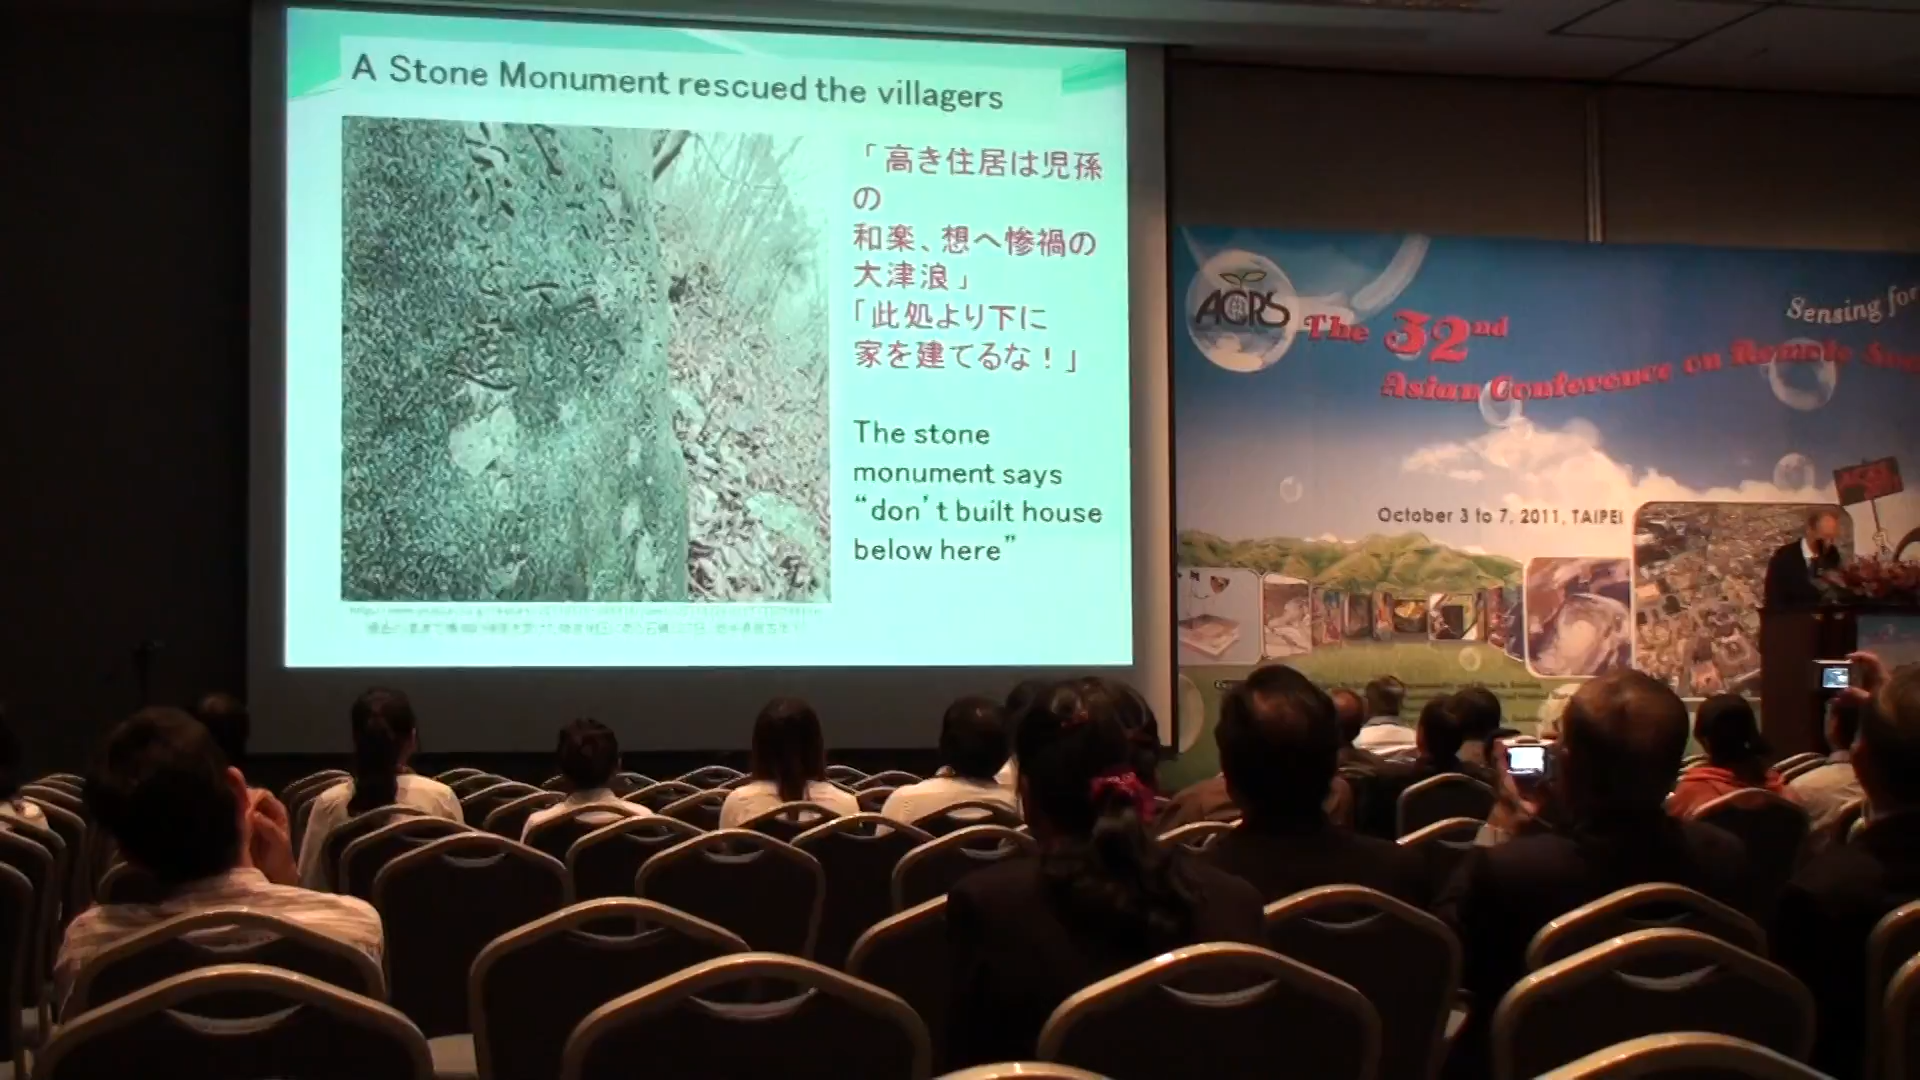 A Stone Monument rescued the villagers
「高き住居は児孫
の
和楽、想へ惨禍の
大津浪」
「此処より下に
家を建てるな！」
The stone
monument says
“don’t built house
below here”
ACRS
Sensing for
The 32nd
Asian Conference on Remote
October 3 to 7, 2011, TAIPEI